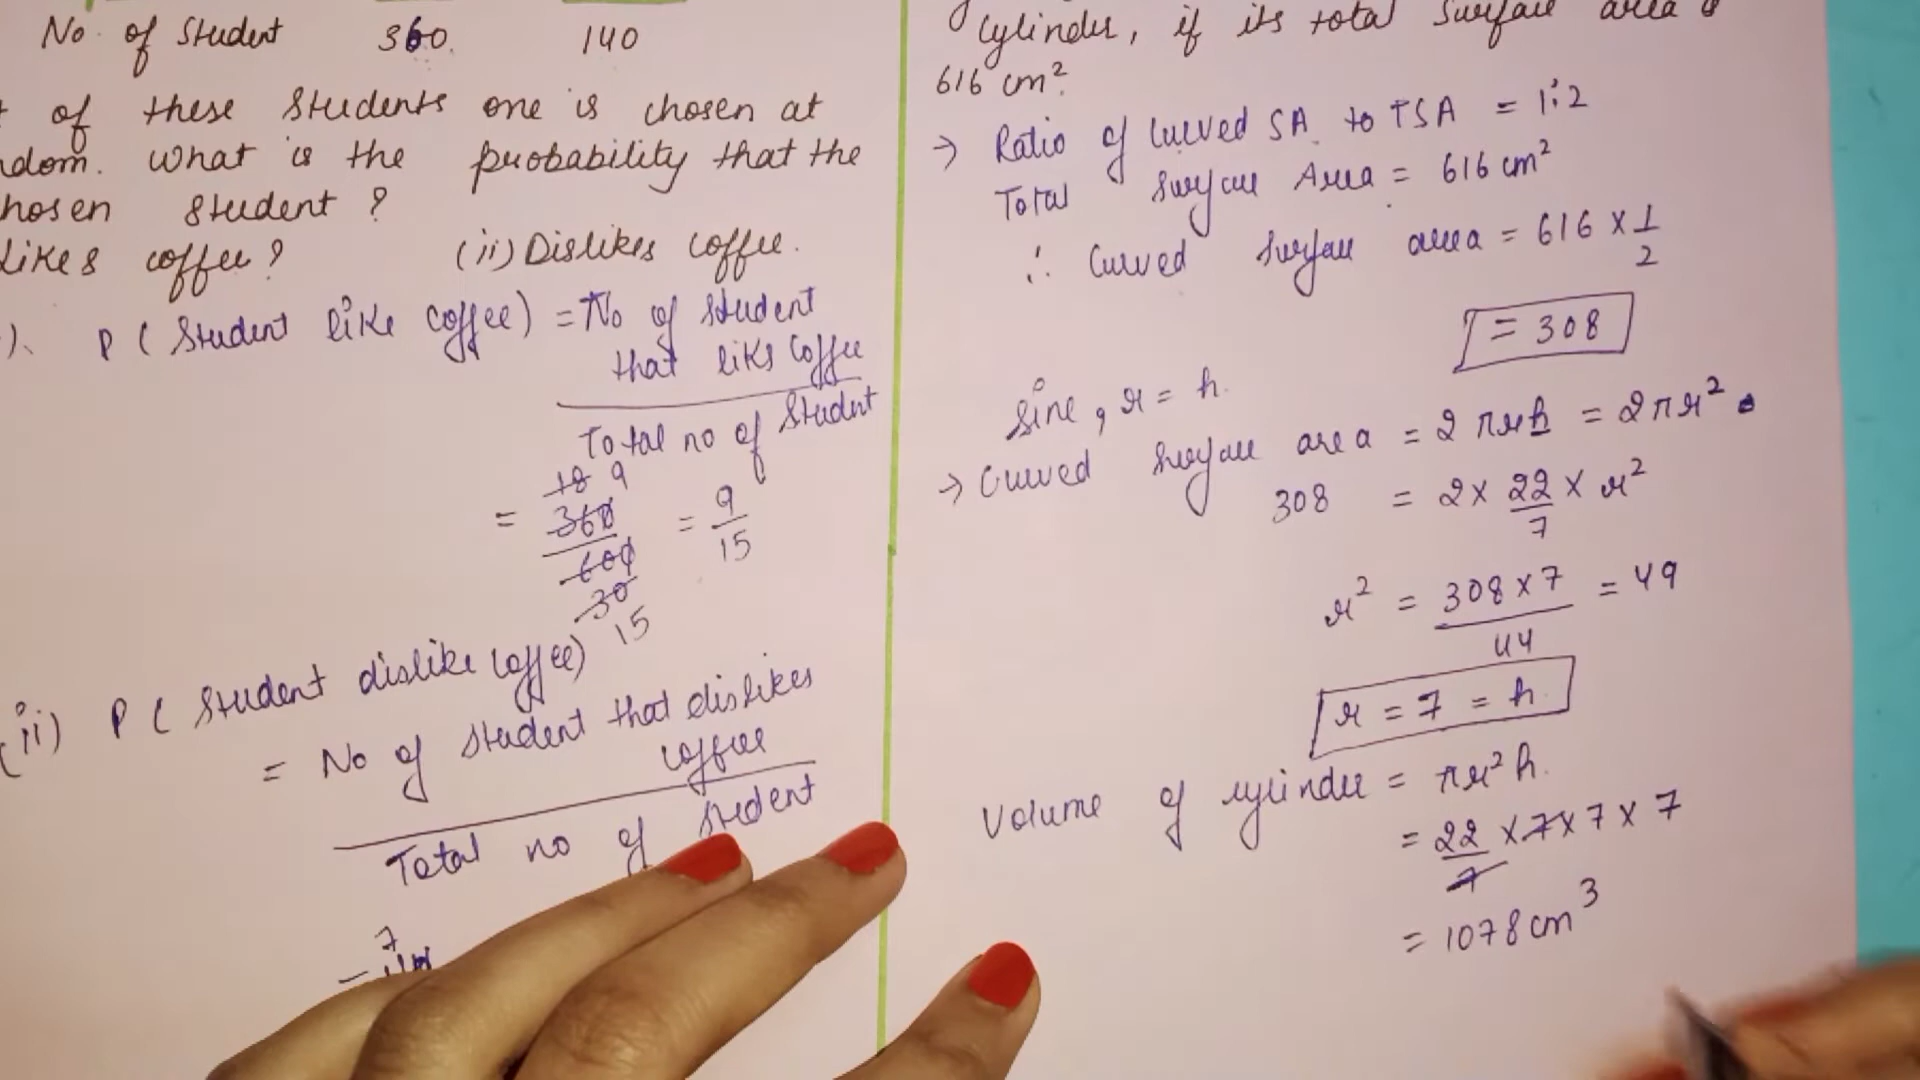 No. of Student 360 140
of these Students one is chosen at
dom. What is the probability that the
hosen student ?
likes coffee? (ii) Dislikes coffee.
). P ( Student like coffee) = No of student
that liks coffee
Total no of Student
18 9
= 360 = 9
600 15
30
15
(ii) P ( Student dislike coffee)
= No of student that dislikes
coffee
Total no of student
7
cylinder, if its total surface area
616 cm².
→ Ratio of curved SA to TSA = 1:2
Total surface Area = 616 cm²
∴ Curved surface area = 616 × 1
2
= 308
Sine, r = h.
→ Curved surface area = 2 πrh = 2πr²
308 = 2 × 22 × r²
7
r² = 308 × 7 = 49
44
r = 7 = h.
Volume of cylinder = πr²h.
= 22 × 7 × 7 × 7
7
= 1078 cm³